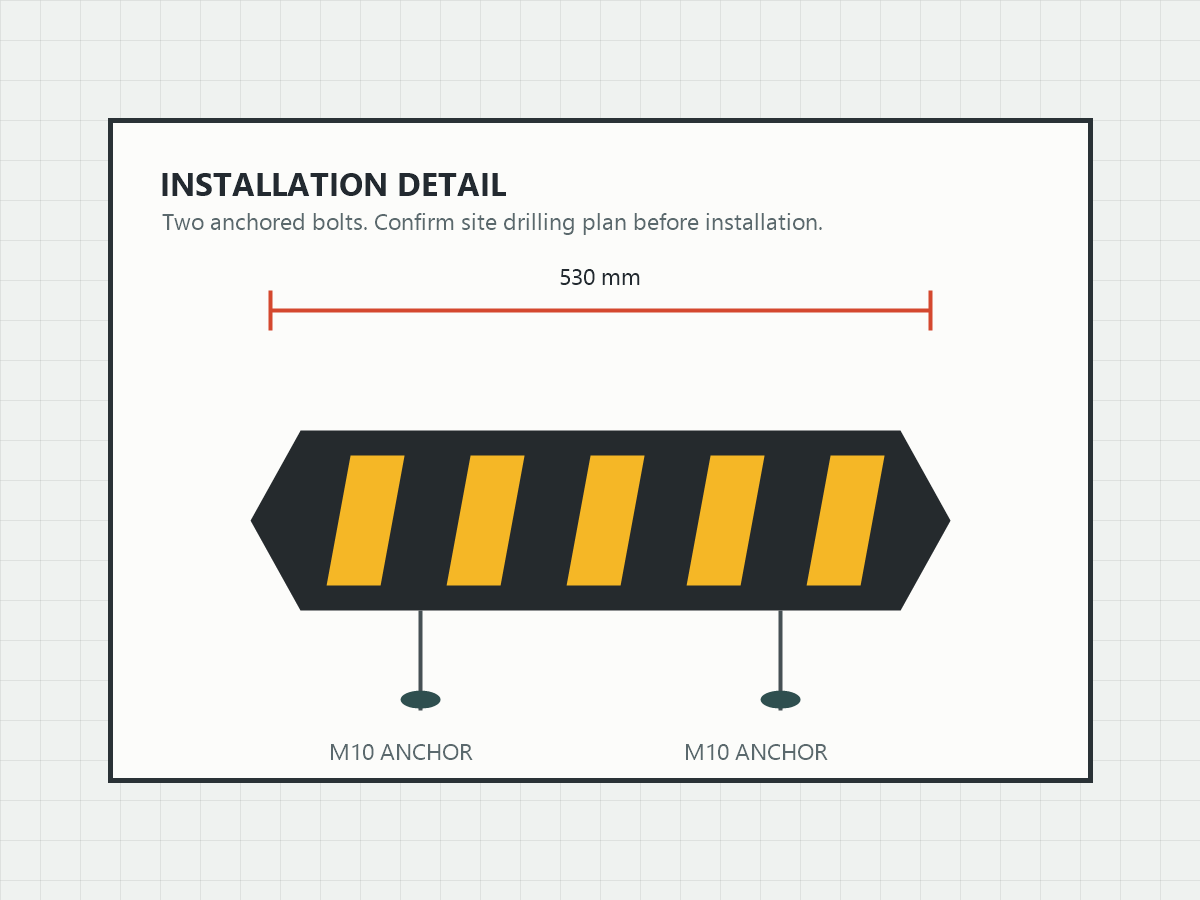 INSTALLATION DETAIL
Two anchored bolts. Confirm site drilling plan before installation.
530 mm
M10 ANCHOR
M10 ANCHOR